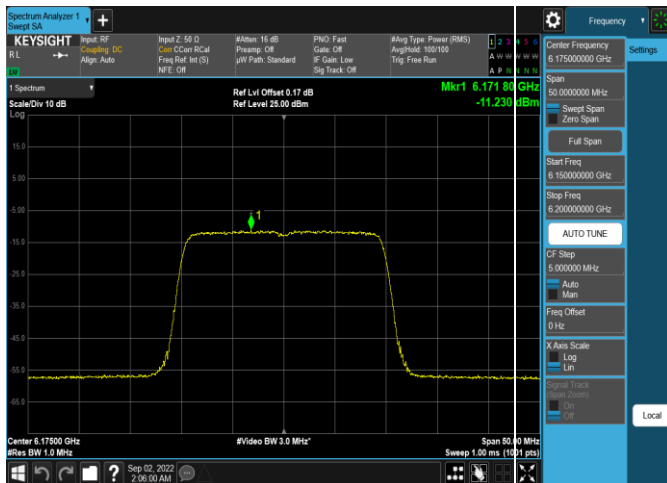 Spectrum Analyzer 1
Swept SA
KEYSIGHT
RL
LXI
Input: RF
Coupling: DC
Align: Auto
Input Z: 50 Ω
Corr CCorr RCal
Freq Ref: Int (S)
NFE: Off
#Atten: 16 dB
Preamp: Off
µW Path: Standard
PNO: Fast
Gate: Off
IF Gain: Low
Sig Track: Off
#Avg Type: Power (RMS)
Avg|Hold: 100/100
Trig: Free Run
1 2 3 4 5 6
A W W W W W
A P N N N N
1 Spectrum
Scale/Div 10 dB
Log
Ref Lvl Offset 0.17 dB
Ref Level 25.00 dBm
Mkr1 6.171 80 GHz
-11.230 dBm
15.0
5.00
-5.00
-15.0
-25.0
-35.0
-45.0
-55.0
-65.0
1
Center 6.17500 GHz
#Res BW 1.0 MHz
#Video BW 3.0 MHz*
Span 50.00 MHz
Sweep 1.00 ms (1001 pts)
Sep 02, 2022
2:06:00 AM
Frequency
Settings
Center Frequency
6.175000000 GHz
Span
50.0000000 MHz
Swept Span
Zero Span
Full Span
Start Freq
6.150000000 GHz
Stop Freq
6.200000000 GHz
AUTO TUNE
CF Step
5.000000 MHz
Auto
Man
Freq Offset
0 Hz
X Axis Scale
Log
Lin
Signal Track
(Span Zoom)
On
Off
Local